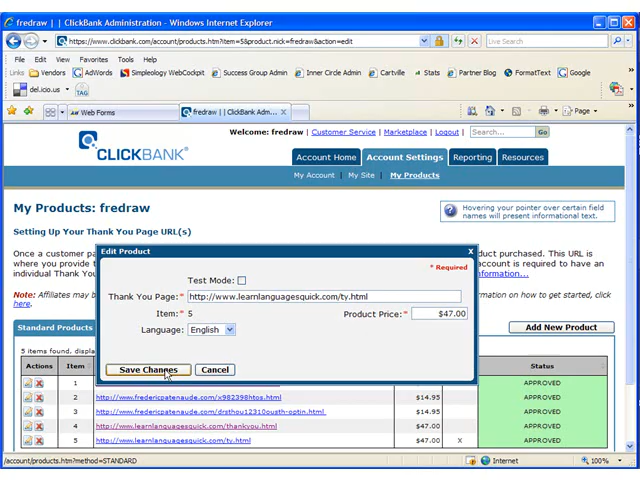 fredraw | ClickBank Administration - Windows Internet Explorer
https://www.clickbank.com/account/products.htm?item=5&product.nick=fredraw&action=edit
File Edit View Favorites Tools Help
Links Vendors AdWords Simpleology WebCockpit Success Group Admin Inner Circle Admin Cartville Stats Partner Blog FormatText Google
del.icio.us TAG
Web Forms fredraw | ClickBank Adm... Page
Welcome: fredraw | Customer Service | Marketplace | Logout | Search... Go
CLICKBANK
Account Home Account Settings Reporting Resources
My Account | My Site | My Products
My Products: fredraw
Hovering your pointer over certain field names will present informational text.
Setting Up Your Thank You Page URL(s)
Once a customer pa
product purchased. This URL is
where you provide t
account is required to have an
individual Thank You
nformation...
Note: Affiliates may b
mation on how to get started, click
here.
Edit Product X
* Required
Test Mode:
Thank You Page:* http://www.learnlanguagesquick.com/ty.html
Item:* 5 Product Price:* $47.00
Language:* English
Save Changes Cancel
Standard Products
Add New Product
5 items found, displa
Actions Item Status
1 APPROVED
2 http://www.fredericpatenaude.com/x982398htos.html $14.95 APPROVED
3 http://www.fredericpatenaude.com/drsthou12310ousth-optin.html $14.95 APPROVED
4 http://www.learnlanguagesquick.com/thankyou.html $47.00 APPROVED
5 http://www.learnlanguagesquick.com/ty.html $47.00 X APPROVED
/account/products.htm?method=STANDARD Internet 100%